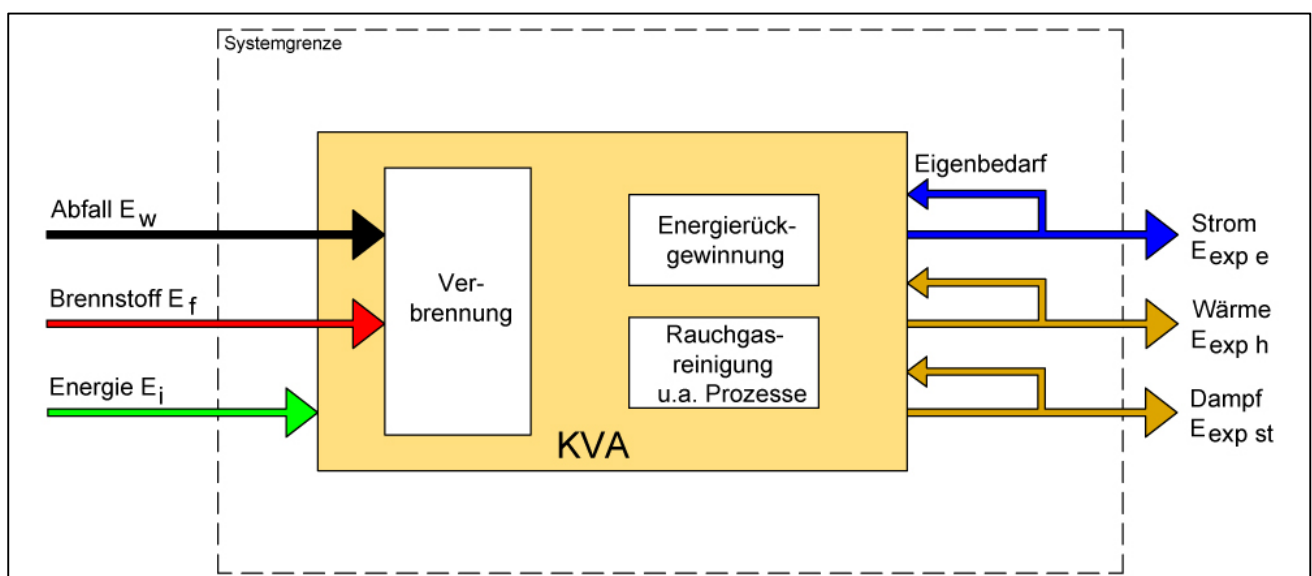 Systemgrenze
Abfall E w
Brennstoff E f
Energie E i
Ver-
brennung
Energierück-
gewinnung
Rauchgas-
reinigung
u.a. Prozesse
KVA
Eigenbedarf
Strom
E exp e
Wärme
E exp h
Dampf
E exp st